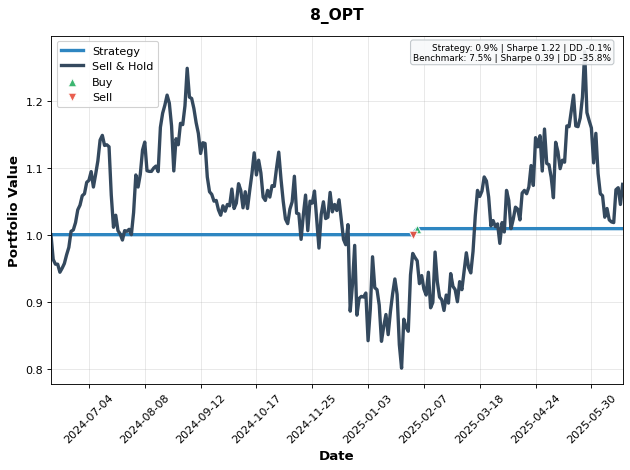 8_OPT
Strategy: 0.9% | Sharpe 1.22 | DD -0.1%
Benchmark: 7.5% | Sharpe 0.39 | DD -35.8%
Strategy
Sell & Hold
Buy
Sell
Portfolio Value
1.2
1.1
1.0
0.9
0.8
2024-07-04
2024-08-08
2024-09-12
2024-10-17
2024-11-25
2025-01-03
2025-02-07
2025-03-18
2025-04-24
2025-05-30
Date